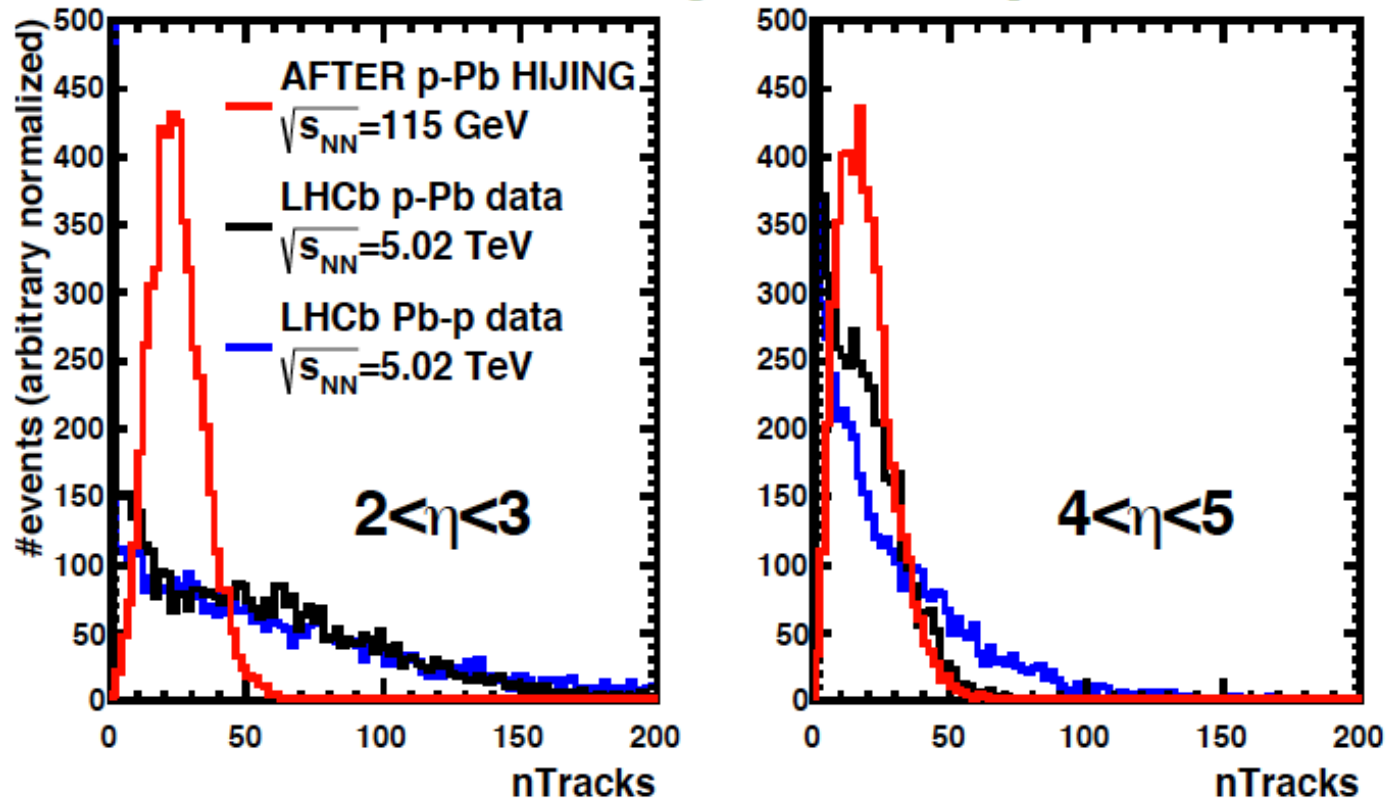 #events (arbitrary normalized)
500
450
400
350
300
250
200
150
100
50
0
AFTER p-Pb HIJING
√sNN=115 GeV
LHCb p-Pb data
√sNN=5.02 TeV
LHCb Pb-p data
√sNN=5.02 TeV
2<η<3
0 50 100 150 200
nTracks
500
450
400
350
300
250
200
150
100
50
0
4<η<5
0 50 100 150 200
nTracks